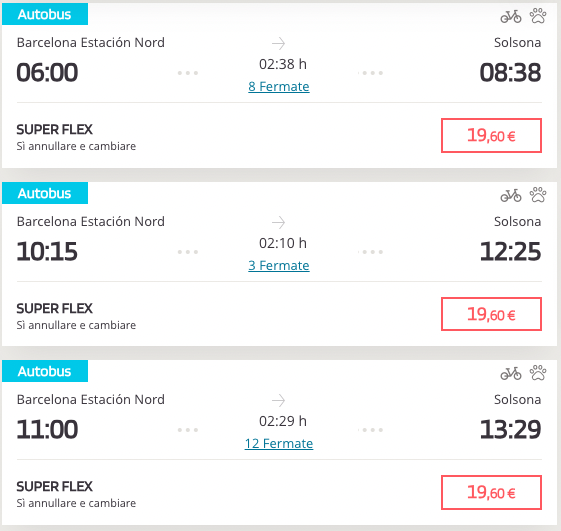 Autobus
Barcelona Estación Nord Solsona
06:00 02:38 h 08:38
8 Fermate
SUPER FLEX 19,60 €
Sì annullare e cambiare
Autobus
Barcelona Estación Nord Solsona
10:15 02:10 h 12:25
3 Fermate
SUPER FLEX 19,60 €
Sì annullare e cambiare
Autobus
Barcelona Estación Nord Solsona
11:00 02:29 h 13:29
12 Fermate
SUPER FLEX 19,60 €
Sì annullare e cambiare